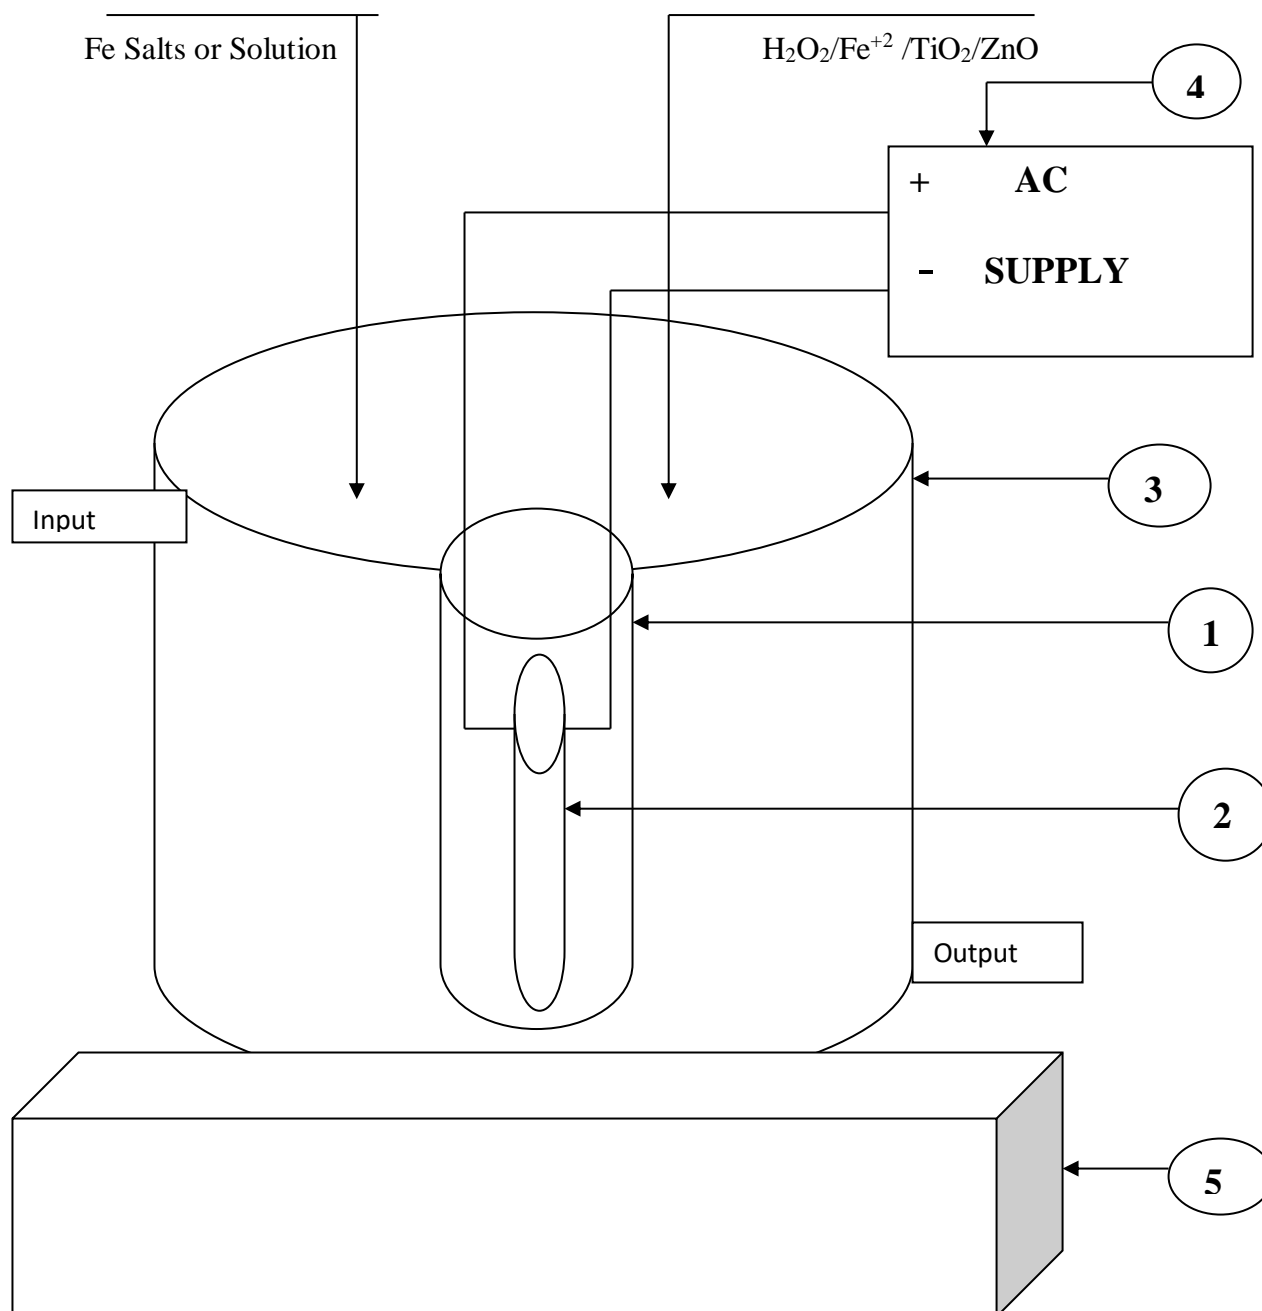 Fe Salts or Solution
H₂O₂/Fe⁺² /TiO₂/ZnO
4
+ AC
- SUPPLY
3
Input
1
2
Output
5